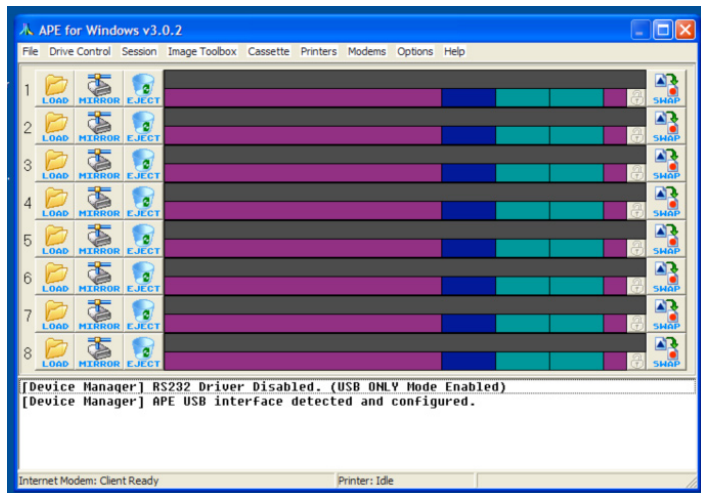 APE for Windows v3.0.2
File Drive Control Session Image Toolbox Cassette Printers Modems Options Help
1 LOAD MIRROR EJECT SWAP
2 LOAD MIRROR EJECT SWAP
3 LOAD MIRROR EJECT SWAP
4 LOAD MIRROR EJECT SWAP
5 LOAD MIRROR EJECT SWAP
6 LOAD MIRROR EJECT SWAP
7 LOAD MIRROR EJECT SWAP
8 LOAD MIRROR EJECT SWAP
[Device Manager] RS232 Driver Disabled. (USB ONLY Mode Enabled)
[Device Manager] APE USB interface detected and configured.
Internet Modem: Client Ready Printer: Idle